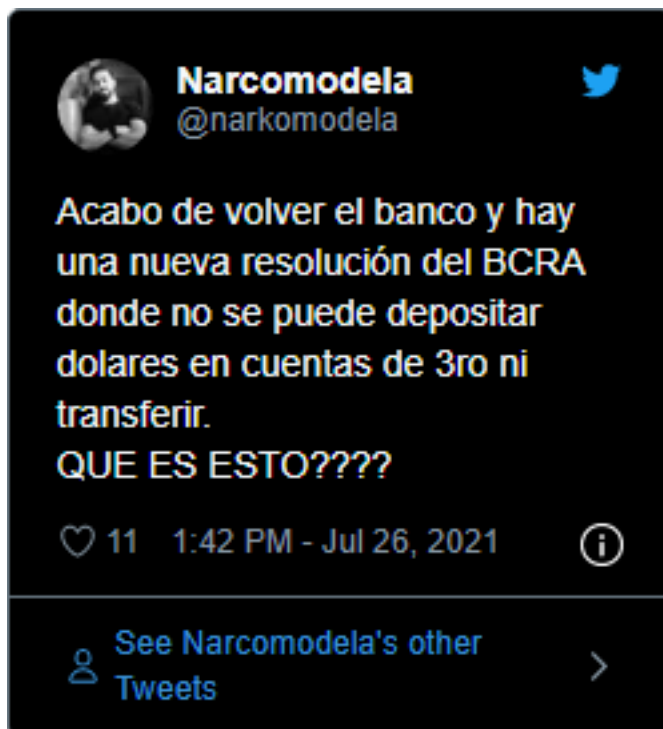 Narcomodela
@narkomodela
Acabo de volver el banco y hay
una nueva resolución del BCRA
donde no se puede depositar
dolares en cuentas de 3ro ni
transferir.
QUE ES ESTO????
11 1:42 PM - Jul 26, 2021
See Narcomodela's other
Tweets